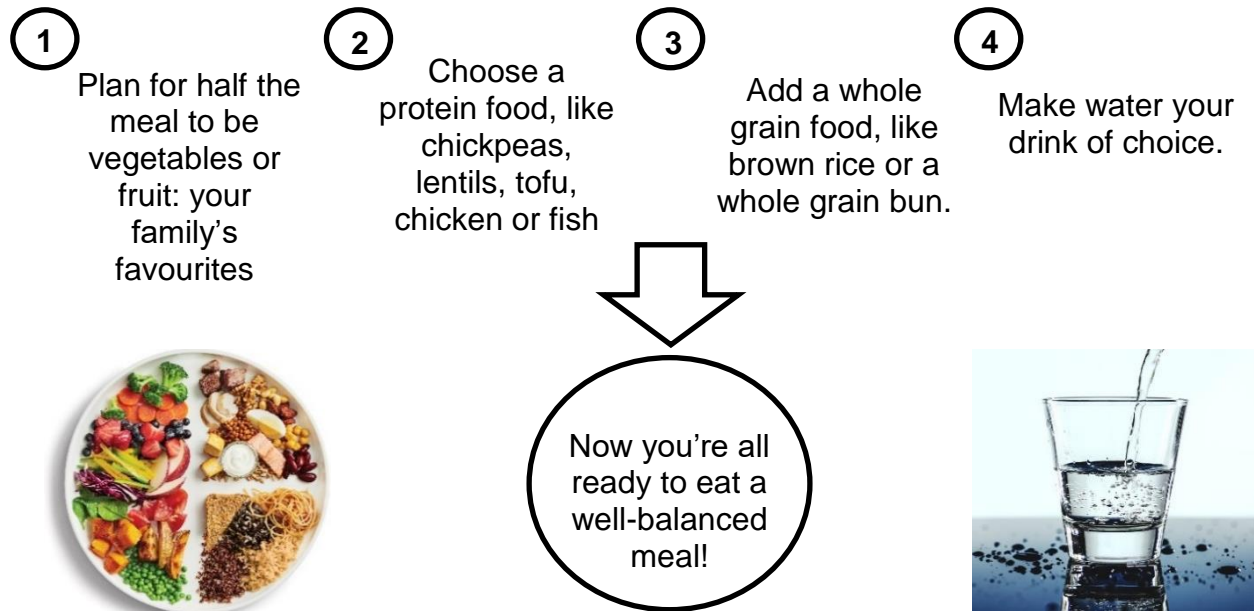 1
Plan for half the
meal to be
vegetables or
fruit: your
family’s
favourites
2
Choose a
protein food, like
chickpeas,
lentils, tofu,
chicken or fish
3
Add a whole
grain food, like
brown rice or a
whole grain bun.
4
Make water your
drink of choice.
Now you’re all
ready to eat a
well-balanced
meal!